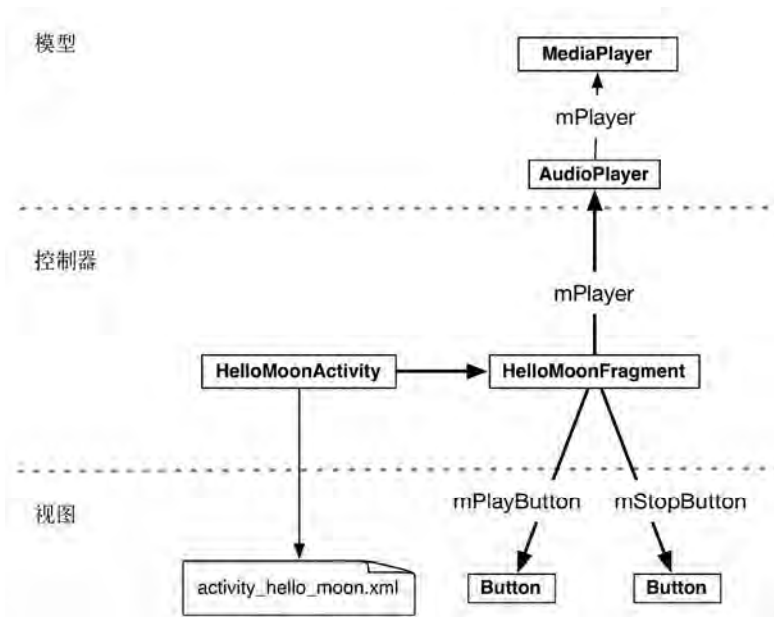 模型
MediaPlayer
mPlayer
AudioPlayer
控制器
mPlayer
HelloMoonActivity
HelloMoonFragment
视图
mPlayButton
mStopButton
activity_hello_moon.xml
Button
Button